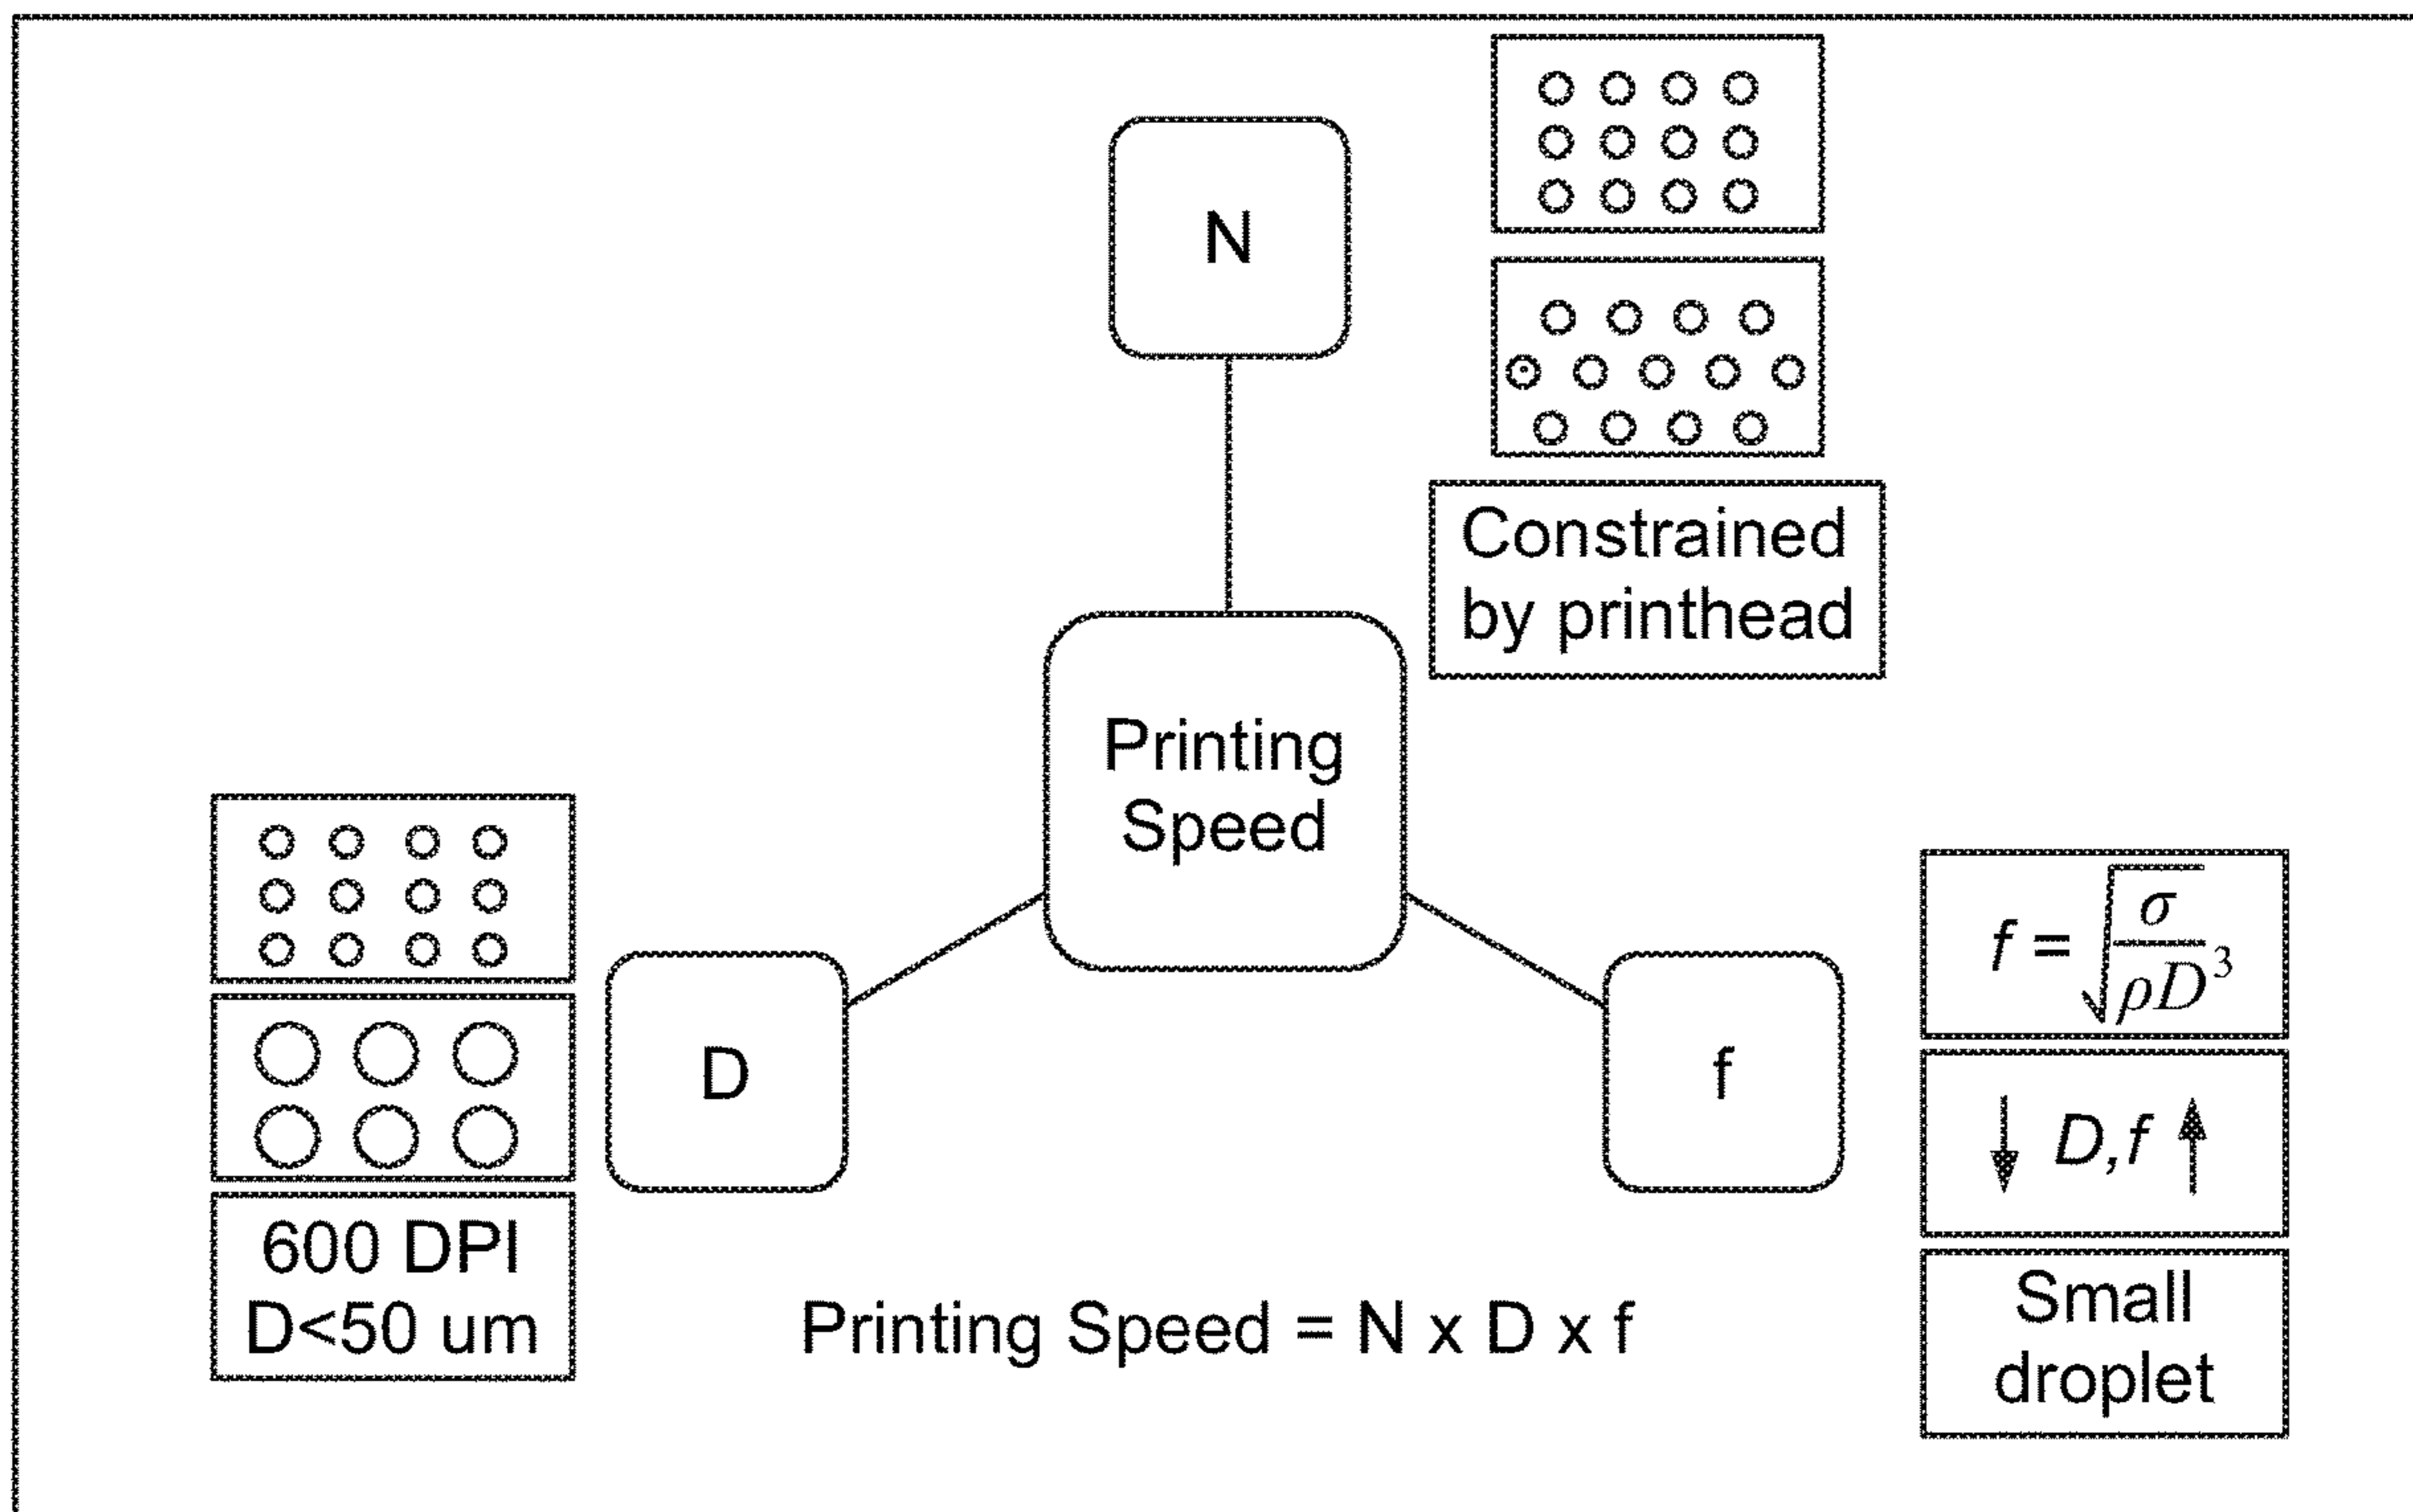 N
Constrained
by printhead
Printing
Speed
D
600 DPI
D<50 um
f
f = √(σ/ρD³)
↓ D,f ↑
Small
droplet
Printing Speed = N x D x f